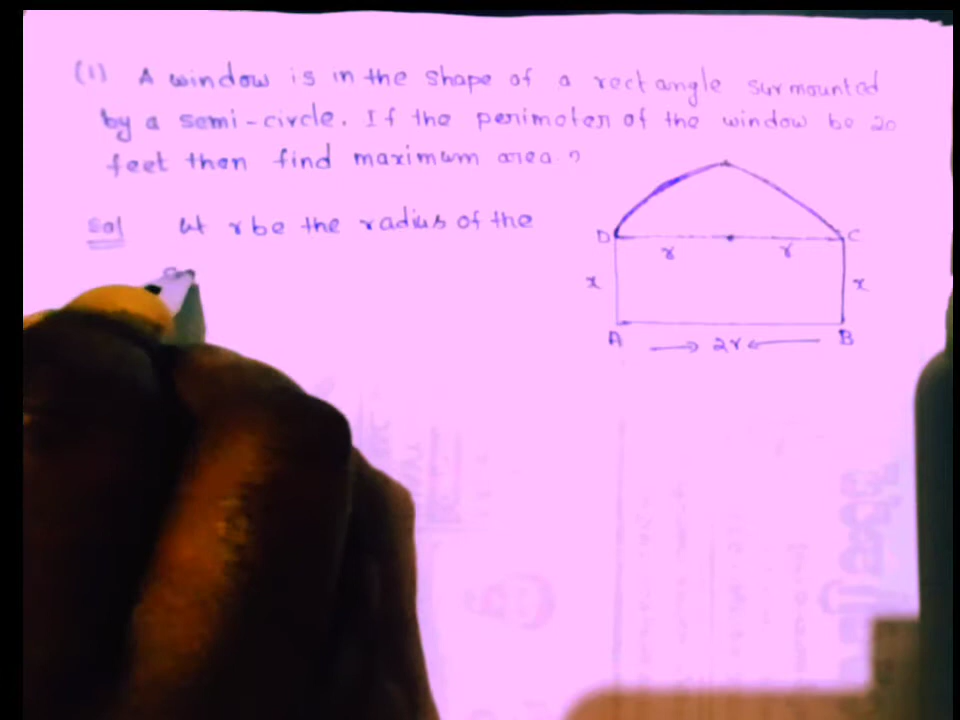 (1) A window is in the shape of a rectangle surmounted
by a semi-circle. If the perimeter of the window be 20
feet then find maximum area ?
Sol let r be the radius of the
D r r C
x x
A 2r B